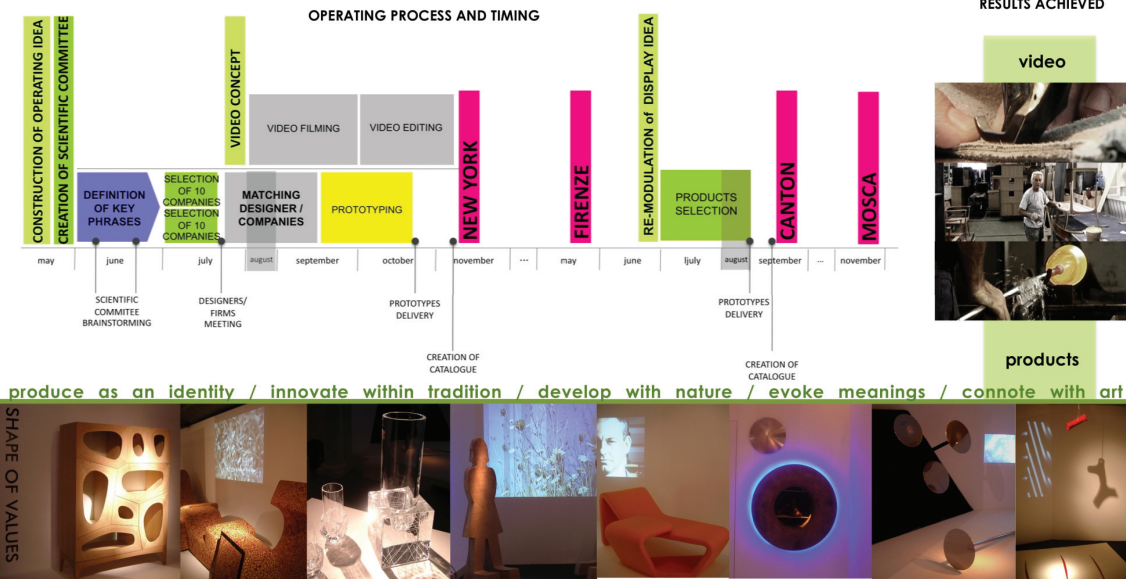 OPERATING PROCESS AND TIMING
RESULTS ACHIEVED
CONSTRUCTION OF OPERATING IDEA
CREATION OF SCIENTIFIC COMMITTEE
VIDEO CONCEPT
VIDEO FILMING
VIDEO EDITING
DEFINITION
OF KEY
PHRASES
SELECTION
OF 10
COMPANIES
SELECTION
OF 10
COMPANIES
MATCHING
DESIGNER /
COMPANIES
PROTOTYPING
NEW YORK
FIRENZE
RE-MODULATION of DISPLAY IDEA
PRODUCTS
SELECTION
CANTON
MOSCA
may
june
july
august
september
october
november
...
may
june
ljuly
august
september
...
november
SCIENTIFIC
COMMITEE
BRAINSTORMING
DESIGNERS/
FIRMS
MEETING
PROTOTYPES
DELIVERY
CREATION OF
CATALOGUE
PROTOTYPES
DELIVERY
CREATION OF
CATALOGUE
video
products
produce as an identity / innovate within tradition / develop with nature / evoke meanings / connote with art
SHAPE OF VALUES